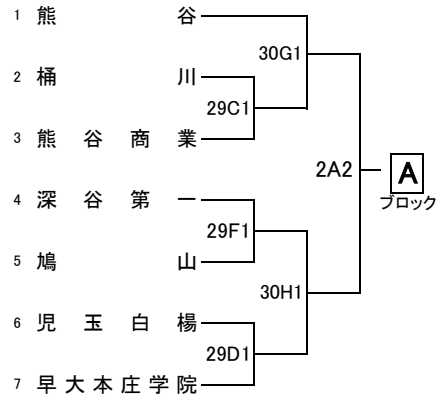 1 熊谷
30G1
2 桶川
29C1
3 熊谷商業
2A2
A
ブロック
4 深谷第一
29F1
5 鳩山
30H1
6 児玉白楊
29D1
7 早大本庄学院